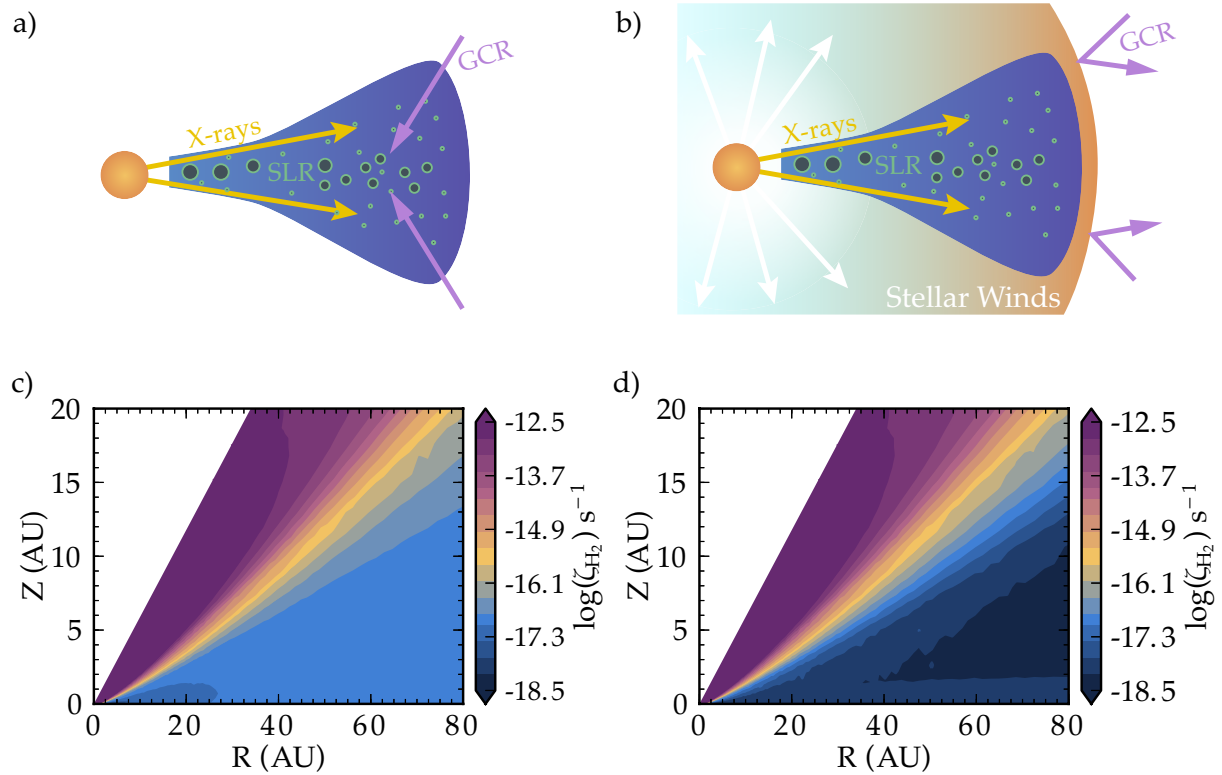 a)
GCR
X-rays
SLR
b)
GCR
X-rays
SLR
Stellar Winds
c)
20
15
10
5
0
Z (AU)
0 20 40 60 80
R (AU)
-12.5
-13.7
-14.9
-16.1
-17.3
-18.5
log(ζH₂) s⁻¹
d)
20
15
10
5
0
Z (AU)
0 20 40 60 80
R (AU)
-12.5
-13.7
-14.9
-16.1
-17.3
-18.5
log(ζH₂) s⁻¹